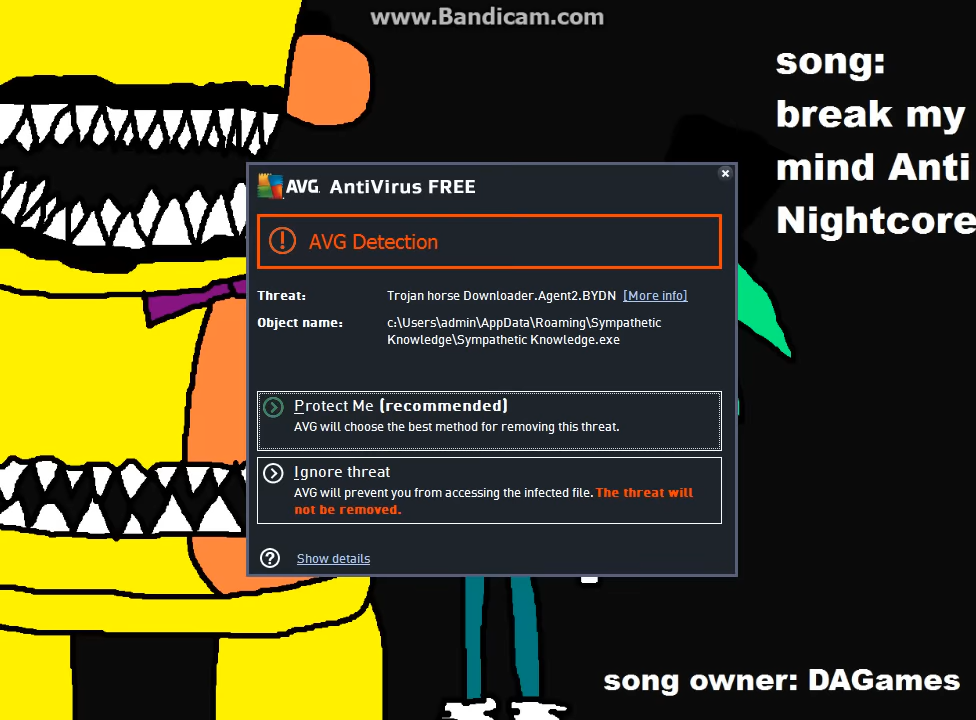 www.Bandicam.com
song:
break my
mind Anti
Nightcore
AVG AntiVirus FREE
AVG Detection
Threat: Trojan horse Downloader.Agent2.BYDN [More info]
Object name: c:\Users\admin\AppData\Roaming\Sympathetic
Knowledge\Sympathetic Knowledge.exe
Protect Me (recommended)
AVG will choose the best method for removing this threat.
Ignore threat
AVG will prevent you from accessing the infected file. The threat will
not be removed.
? Show details
song owner: DAGames